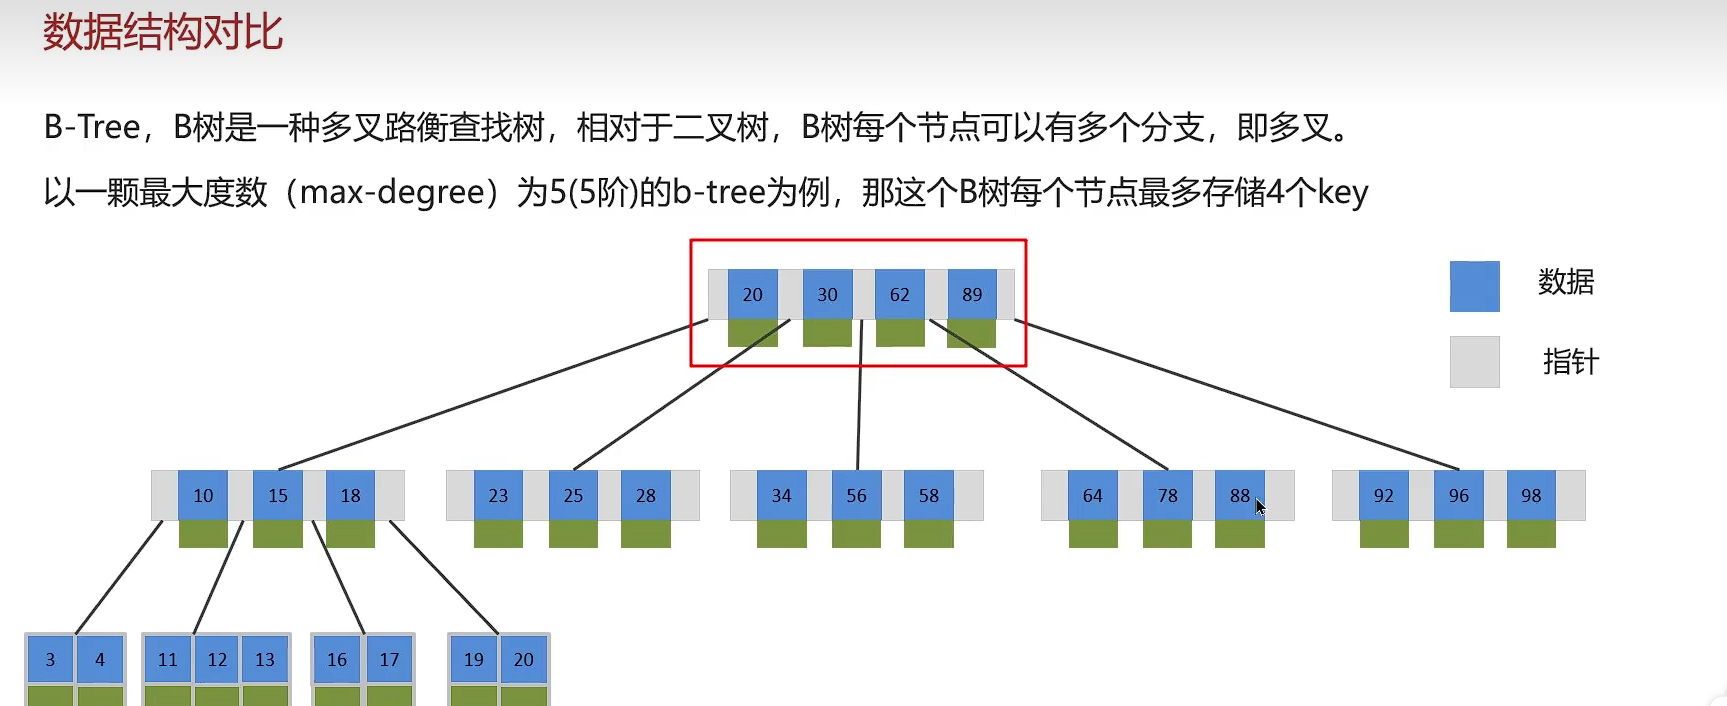 数据结构对比
B-Tree，B树是一种多叉路衡查找树，相对于二叉树，B树每个节点可以有多个分支，即多叉。
以一颗最大度数（max-degree）为5(5阶)的b-tree为例，那这个B树每个节点最多存储4个key
20 30 62 89
数据
指针
10 15 18 23 25 28 34 56 58 64 78 88 92 96 98
3 4 11 12 13 16 17 19 20